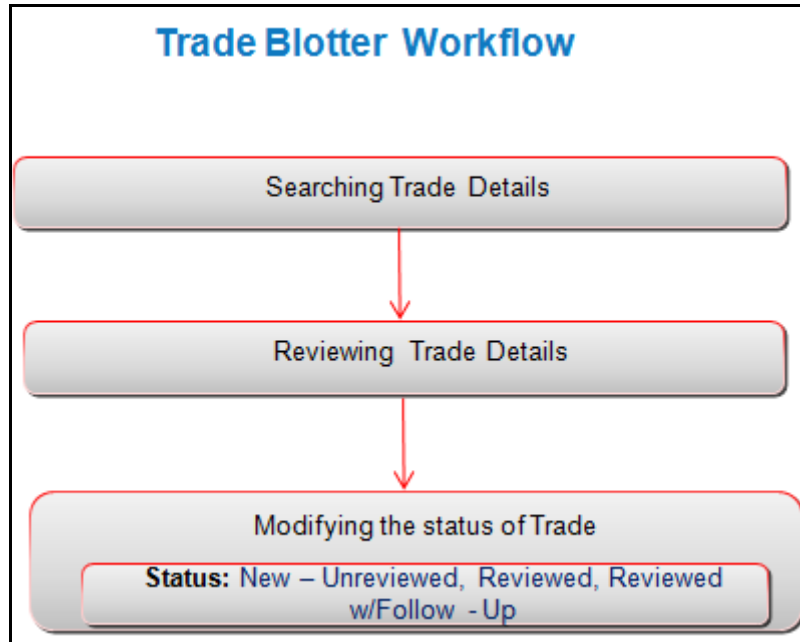 Trade Blotter Workflow
Searching Trade Details
Reviewing Trade Details
Modifying the status of Trade
Status: New – Unreviewed, Reviewed, Reviewed
w/Follow - Up